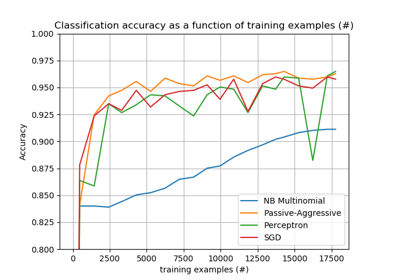 Classification accuracy as a function of training examples (#)
1.000
0.975
0.950
0.925
0.900
0.875
0.850
0.825
0.800
Accuracy
NB Multinomial
Passive-Aggressive
Perceptron
SGD
0 2500 5000 7500 10000 12500 15000 17500
training examples (#)